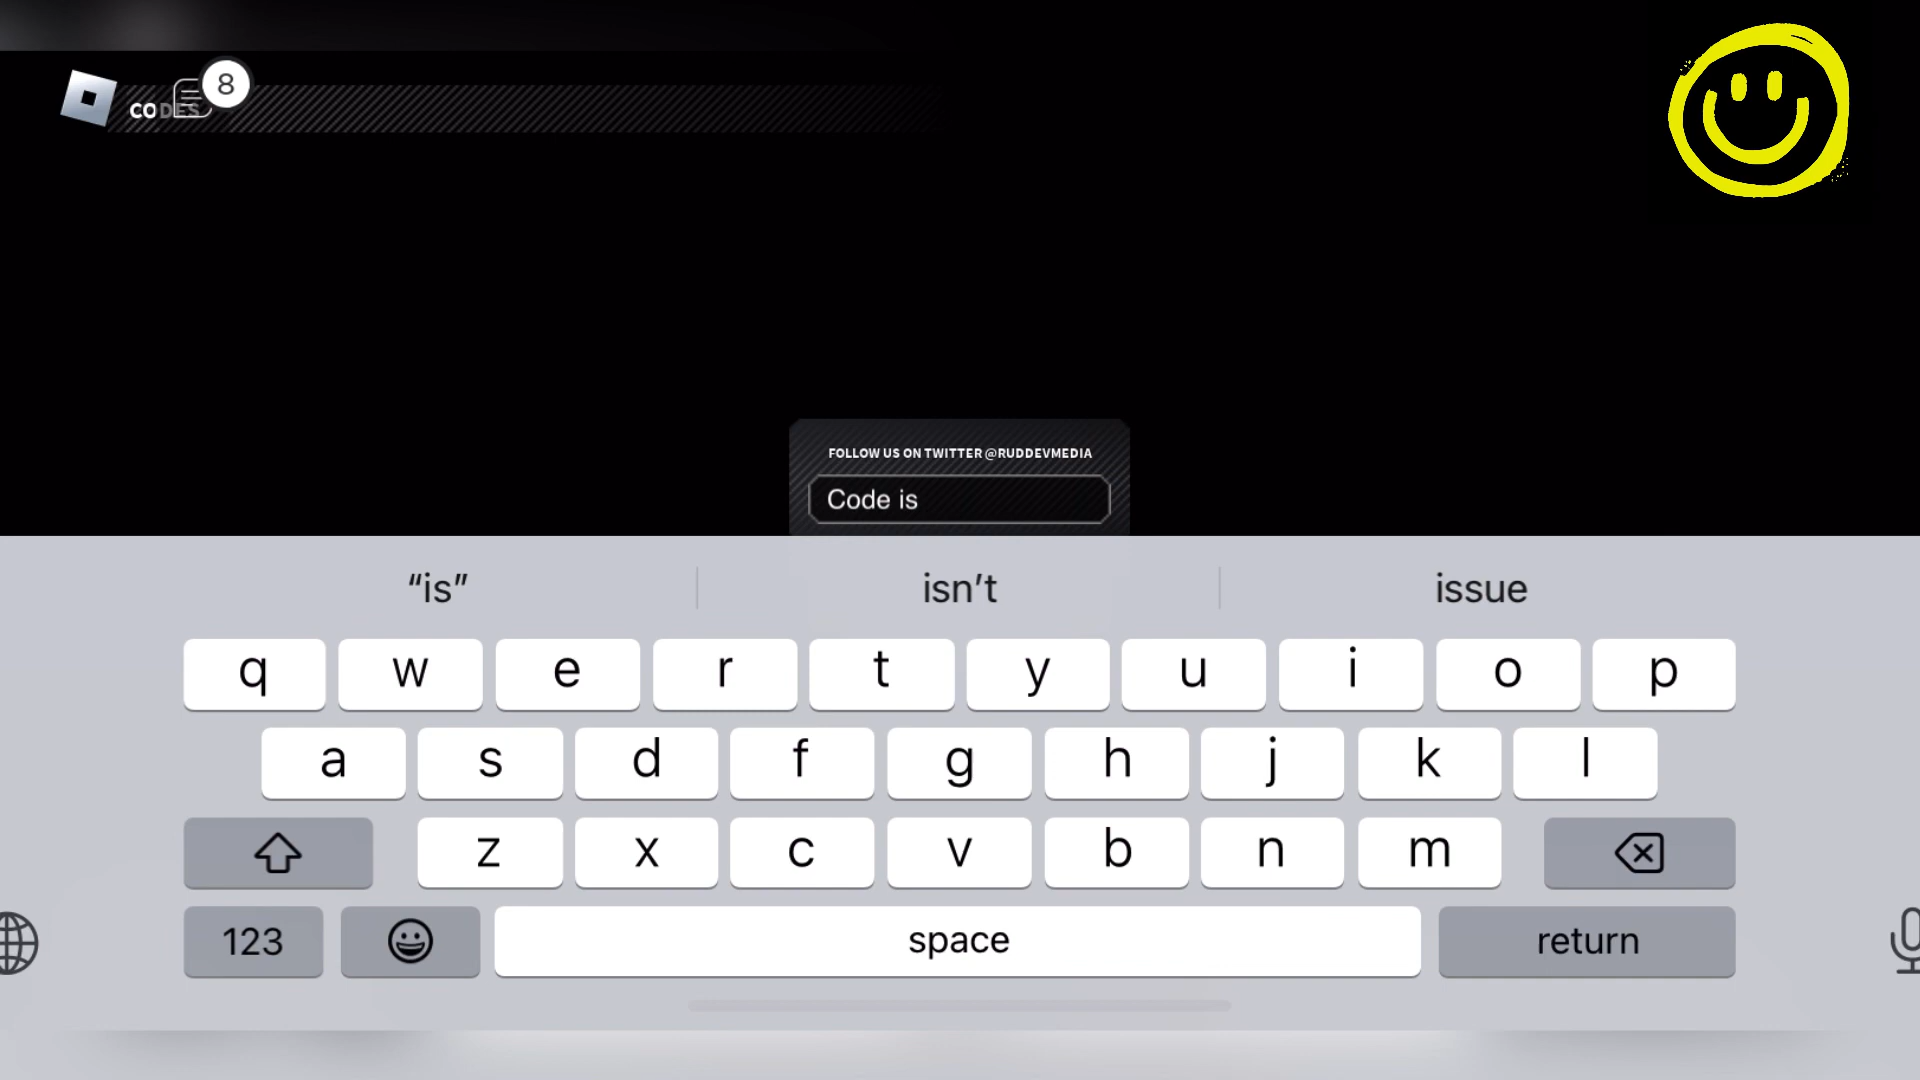 8
CODES
FOLLOW US ON TWITTER @RUDDEVMEDIA
Code is
“is” isn’t issue
q w e r t y u i o p
a s d f g h j k l
z x c v b n m
123 space return